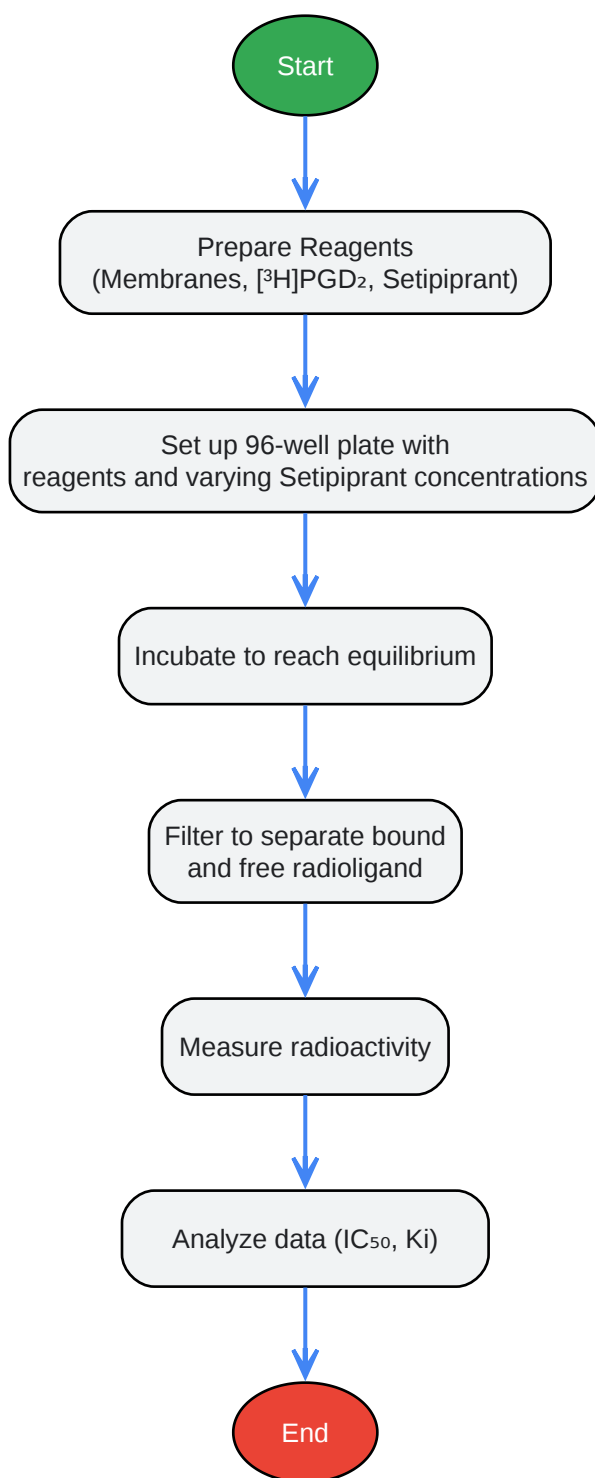 Start
Prepare Reagents
(Membranes, [³H]PGD₂, Setipiprant)
Set up 96-well plate with
reagents and varying Setipiprant concentrations
Incubate to reach equilibrium
Filter to separate bound
and free radioligand
Measure radioactivity
Analyze data (IC₅₀, Ki)
End